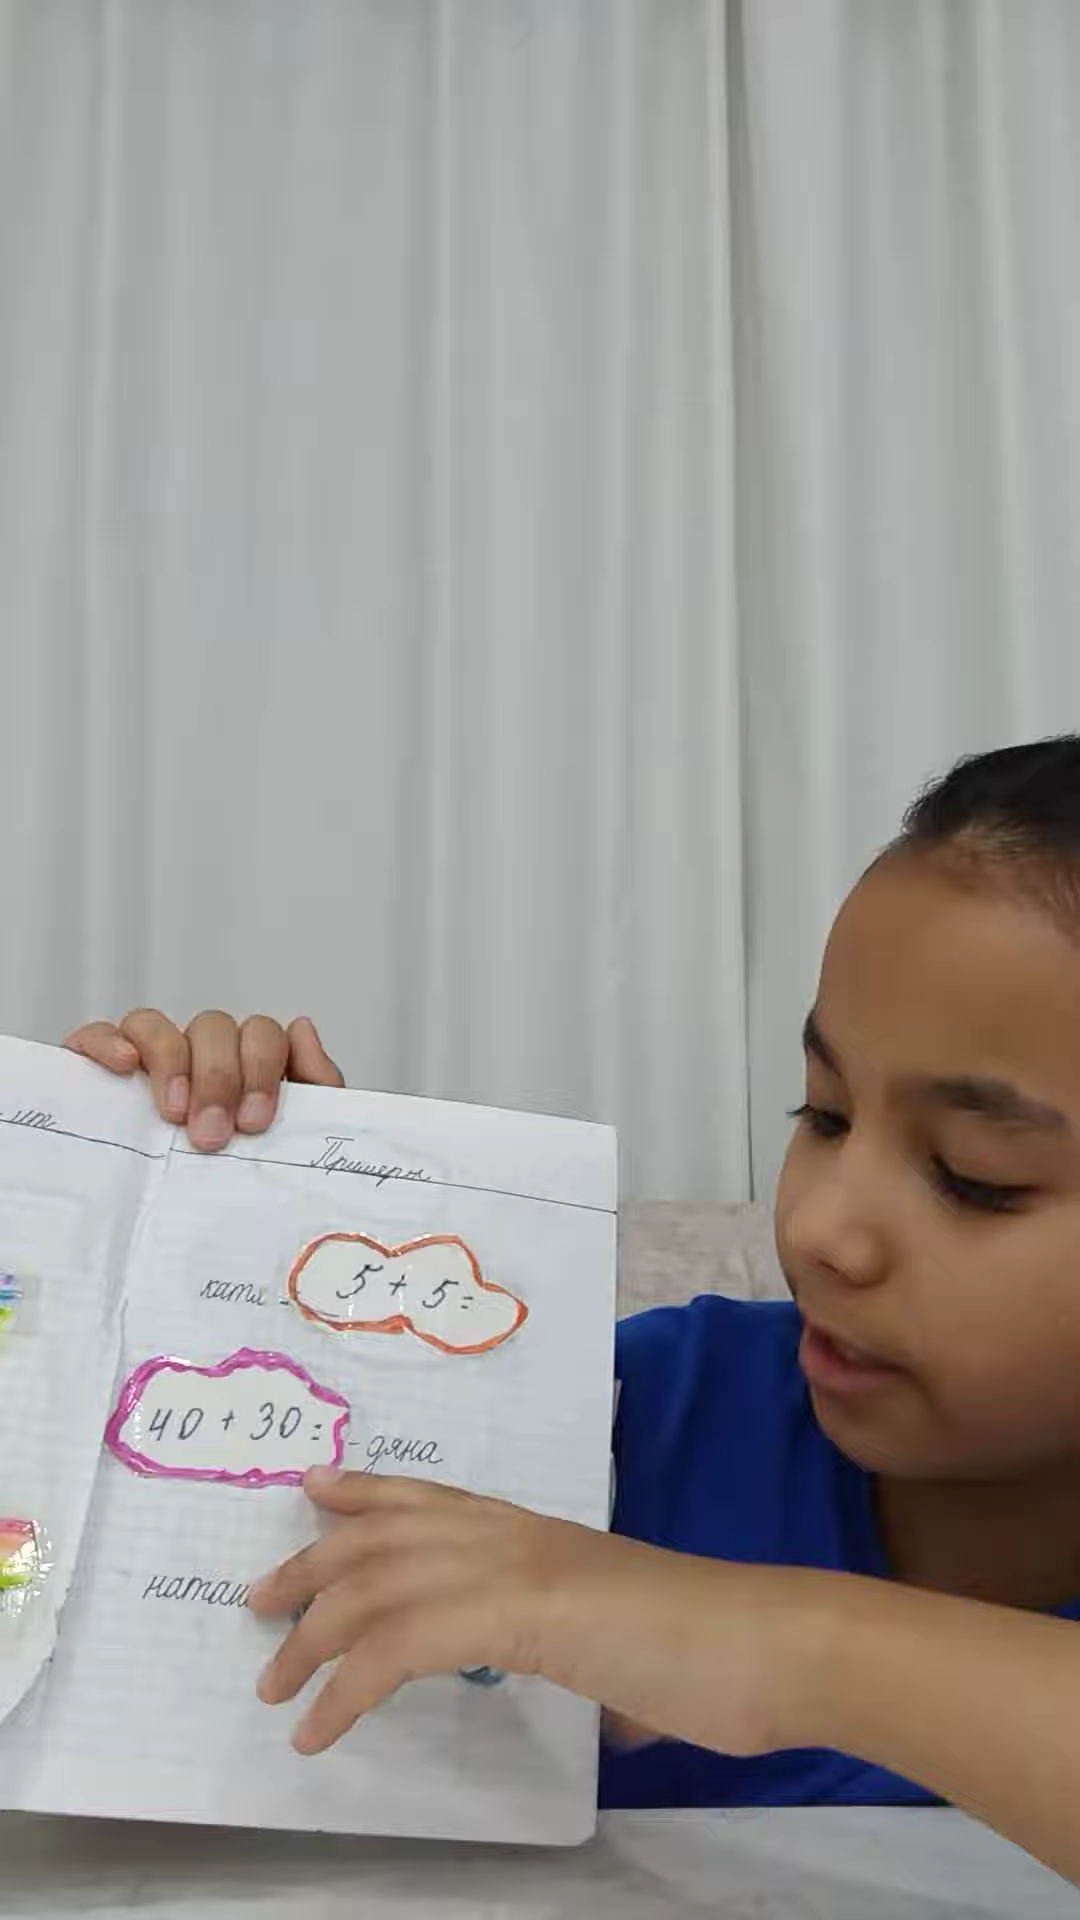 Примеры
катя - 5 + 5 =
40 + 30 = - дяна